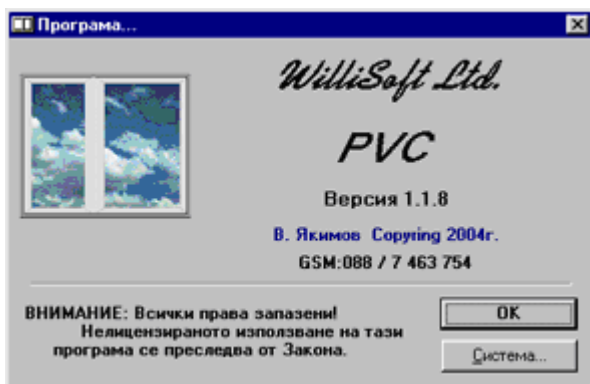 Програма...
WilliSoft Ltd.
PVC
Версия 1.1.8
В. Якимов Copyring 2004г.
GSM:088 / 7 463 754
ВНИМАНИЕ: Всички права запазени!
Нелицензираното използване на тази
програма се преследва от Закона.
OK
Система...